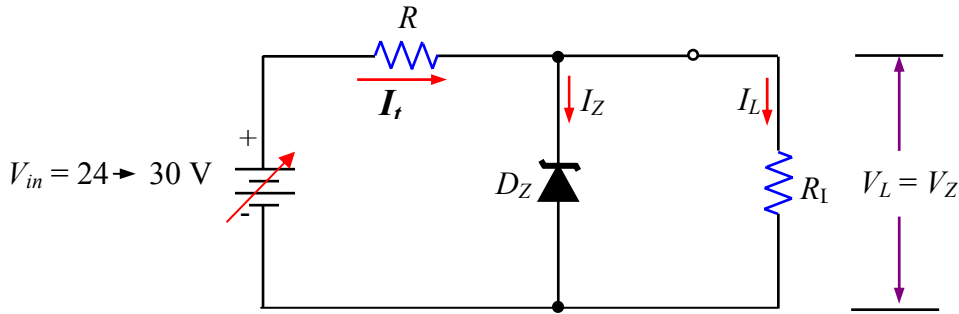 R
I_t
I_Z
I_L
+
V_in = 24 → 30 V
-
D_Z
R_L
V_L = V_Z